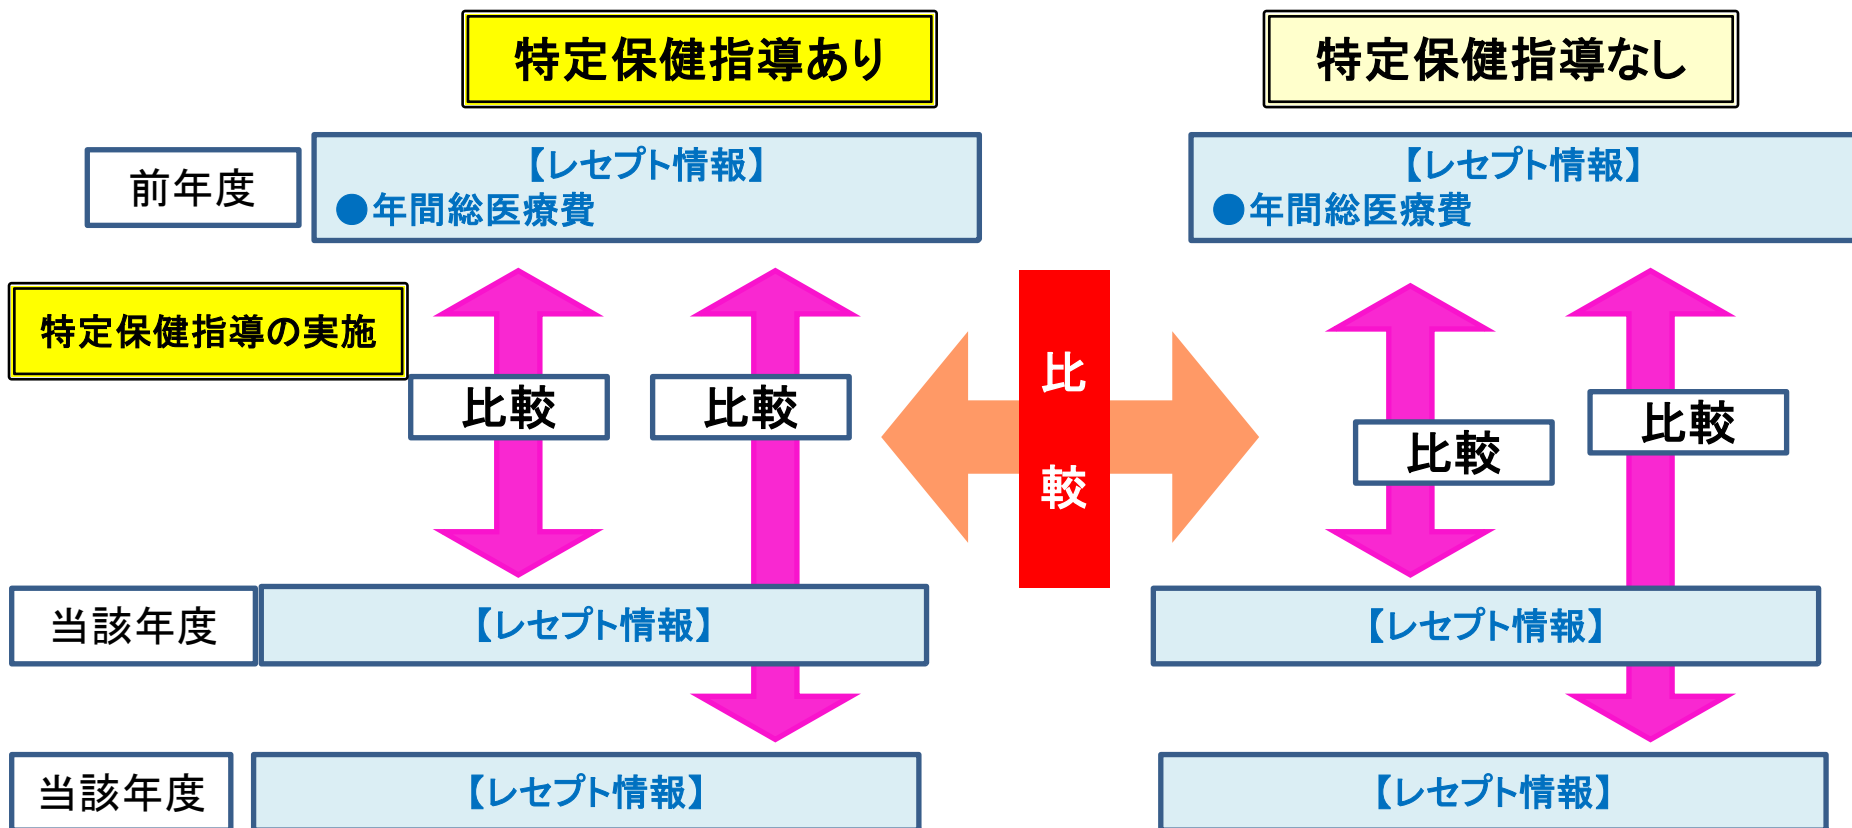 特定保健指導あり
特定保健指導なし
前年度
【レセプト情報】
●年間総医療費
【レセプト情報】
●年間総医療費
特定保健指導の実施
比較
比較
比
較
比較
比較
当該年度
【レセプト情報】
【レセプト情報】
当該年度
【レセプト情報】
【レセプト情報】